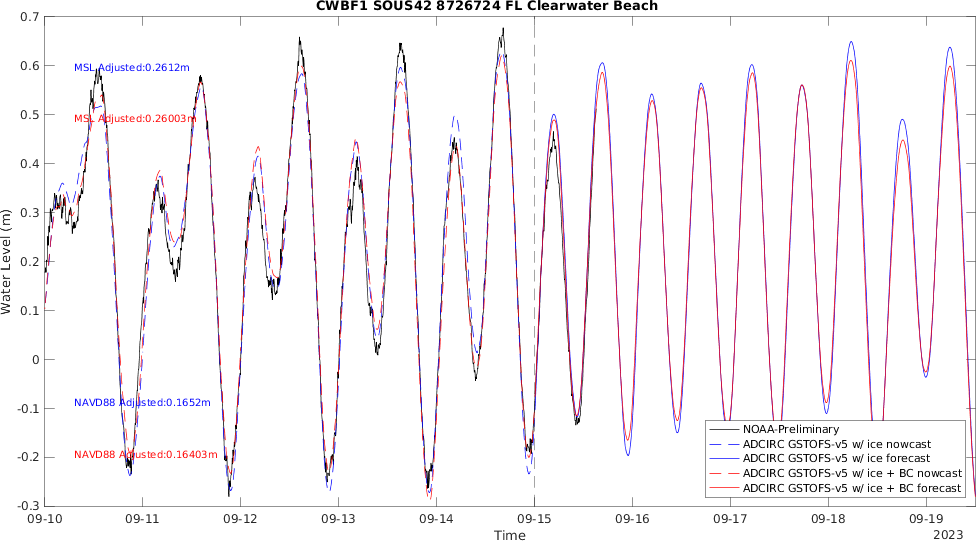 CWBF1 SOUS42 8726724 FL Clearwater Beach
0.7
0.6
0.5
0.4
0.3
0.2
0.1
0
-0.1
-0.2
-0.3
Water Level (m)
MSL Adjusted:0.2612m
MSL Adjusted:0.26003m
NAVD88 Adjusted:0.1652m
NAVD88 Adjusted:0.16403m
NOAA-Preliminary
ADCIRC GSTOFS-v5 w/ ice nowcast
ADCIRC GSTOFS-v5 w/ ice forecast
ADCIRC GSTOFS-v5 w/ ice + BC nowcast
ADCIRC GSTOFS-v5 w/ ice + BC forecast
09-10 09-11 09-12 09-13 09-14 09-15 09-16 09-17 09-18 09-19
Time
2023